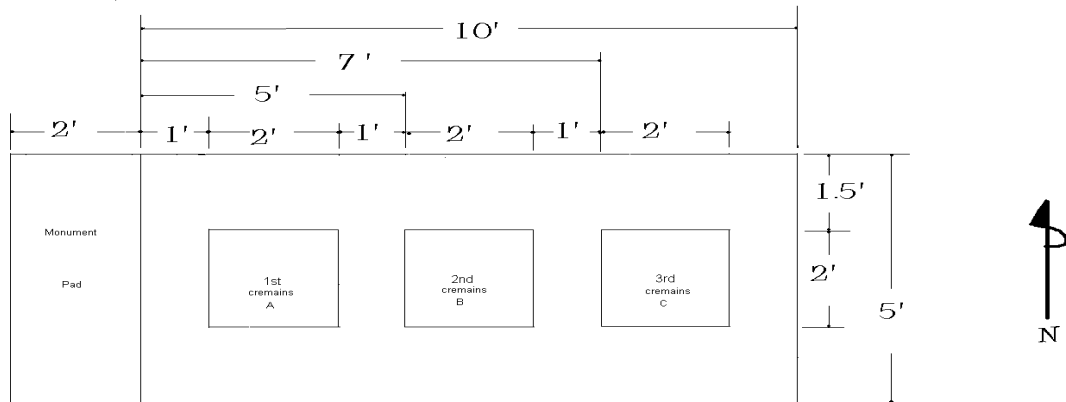 10'
7'
5'
2' 1' 2' 1' 2' 1' 2'
1.5'
Monument
Pad
1st
cremains
A
2nd
cremains
B
3rd
cremains
C
2'
5'
N